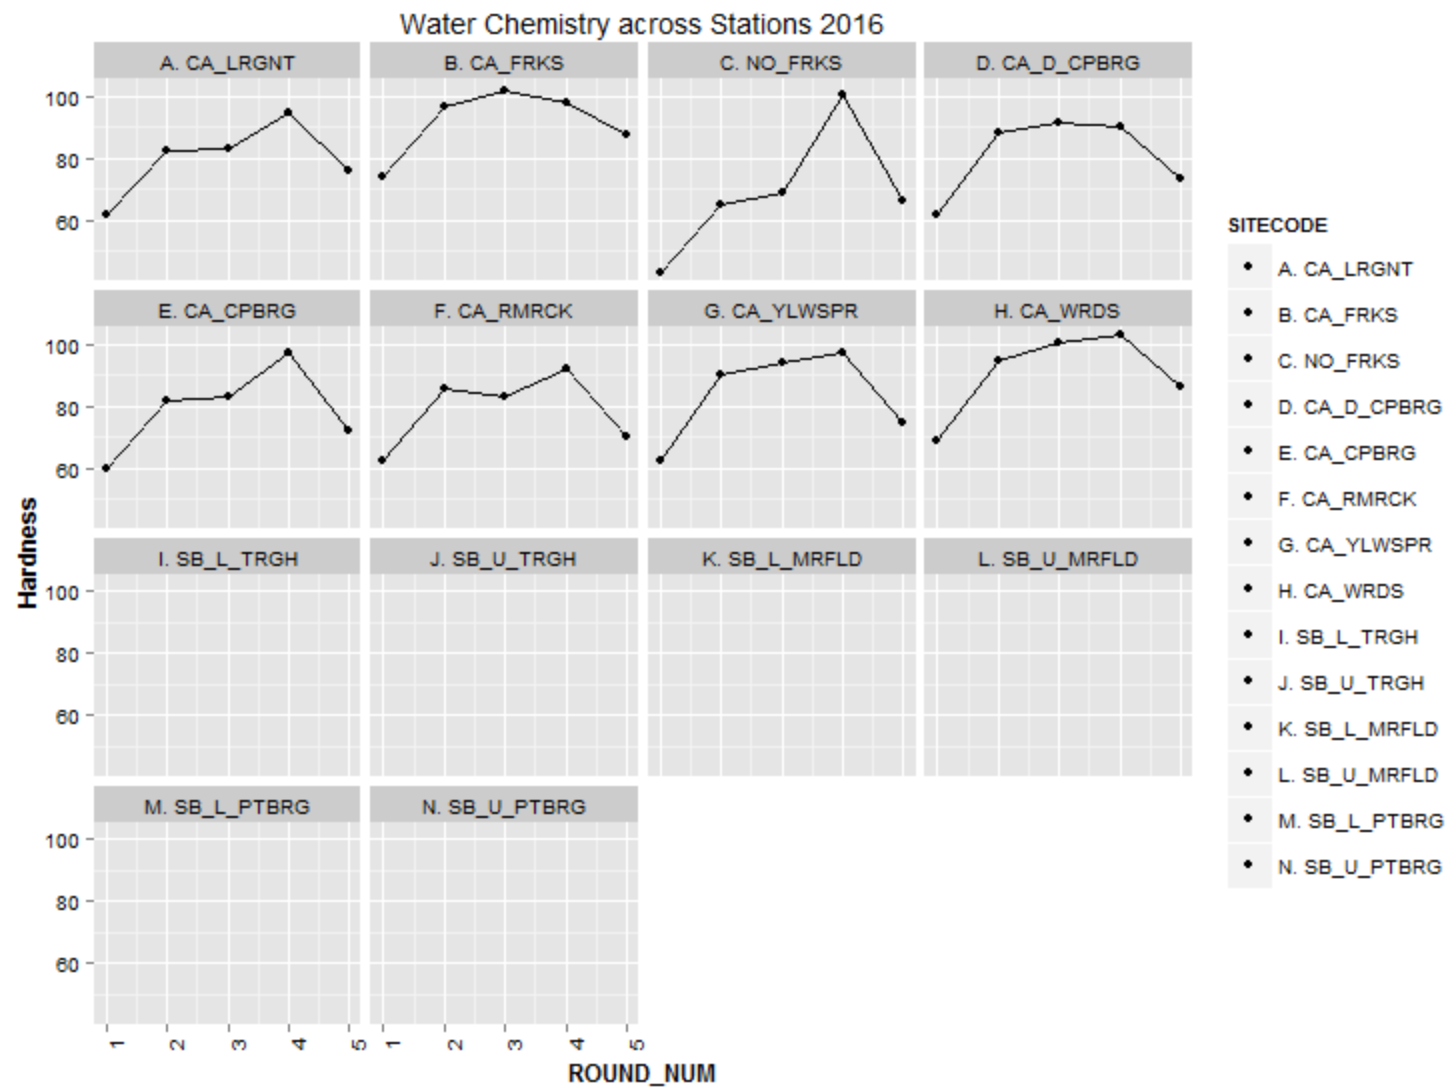 Water Chemistry across Stations 2016
A. CA_LRGNT B. CA_FRKS C. NO_FRKS D. CA_D_CPBRG
100
80
60
E. CA_CPBRG F. CA_RMRCK G. CA_YLWSPR H. CA_WRDS
100
80
60
I. SB_L_TRGH J. SB_U_TRGH K. SB_L_MRFLD L. SB_U_MRFLD
100
80
60
M. SB_L_PTBRG N. SB_U_PTBRG
100
80
60
1 2 3 4 5 1 2 3 4 5
Hardness
ROUND_NUM
SITECODE
A. CA_LRGNT
B. CA_FRKS
C. NO_FRKS
D. CA_D_CPBRG
E. CA_CPBRG
F. CA_RMRCK
G. CA_YLWSPR
H. CA_WRDS
I. SB_L_TRGH
J. SB_U_TRGH
K. SB_L_MRFLD
L. SB_U_MRFLD
M. SB_L_PTBRG
N. SB_U_PTBRG